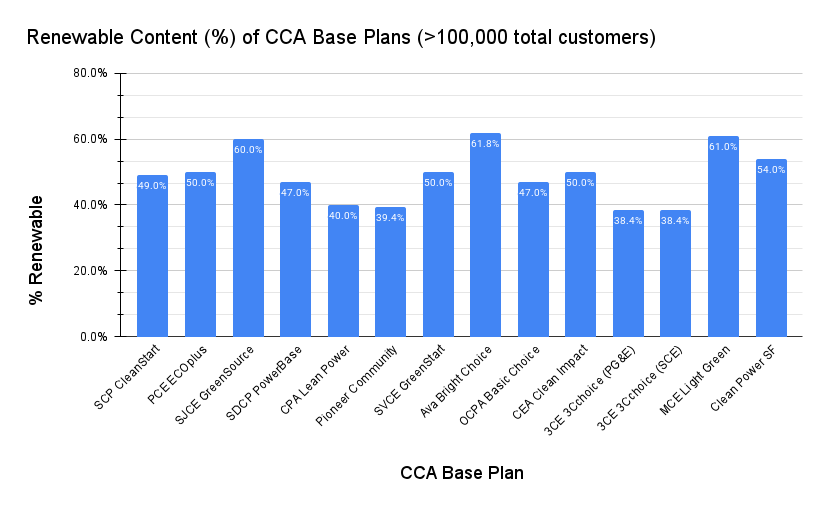 Renewable Content (%) of CCA Base Plans (>100,000 total customers)
80.0%
60.0%
40.0%
20.0%
0.0%
% Renewable
49.0%
50.0%
60.0%
47.0%
40.0%
39.4%
50.0%
61.8%
47.0%
50.0%
38.4%
38.4%
61.0%
54.0%
SCP CleanStart
PCE ECOplus
SJCE GreenSource
SDCP PowerBase
CPA Lean Power
Pioneer Community
SVCE GreenStart
Ava Bright Choice
OCPA Basic Choice
CEA Clean Impact
3CE 3Cchoice (PG&E)
3CE 3Cchoice (SCE)
MCE Light Green
Clean Power SF
CCA Base Plan